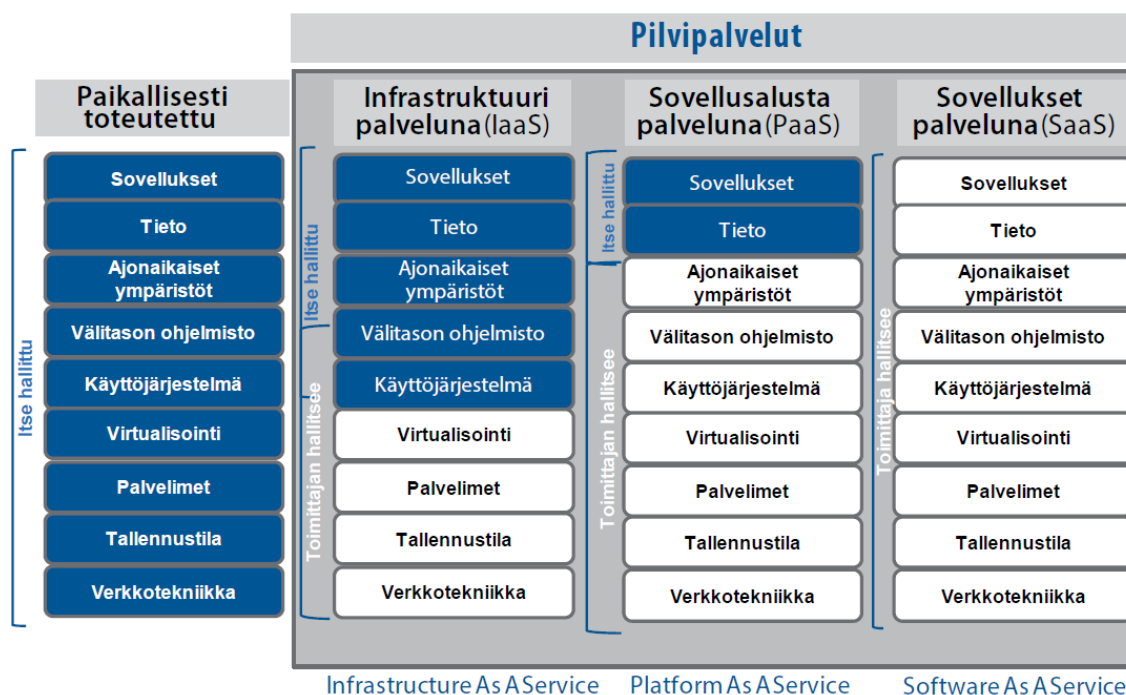 Pilvipalvelut
Paikallisesti
toteutettu
Itse hallittu
Sovellukset
Tieto
Ajonaikaiset
ympäristöt
Välitason ohjelmisto
Käyttöjärjestelmä
Virtualisointi
Palvelimet
Tallennustila
Verkkotekniikka
Infrastruktuuri
palveluna (IaaS)
Itse hallittu
Toimittajan hallitsee
Sovellukset
Tieto
Ajonaikaiset
ympäristöt
Välitason ohjelmisto
Käyttöjärjestelmä
Virtualisointi
Palvelimet
Tallennustila
Verkkotekniikka
Infrastructure As A Service
Sovellusalusta
palveluna (PaaS)
Itse hallittu
Toimittajan hallitsee
Sovellukset
Tieto
Ajonaikaiset
ympäristöt
Välitason ohjelmisto
Käyttöjärjestelmä
Virtualisointi
Palvelimet
Tallennustila
Verkkotekniikka
Platform As A Service
Sovellukset
palveluna (SaaS)
Toimittaja hallitsee
Sovellukset
Tieto
Ajonaikaiset
ympäristöt
Välitason ohjelmisto
Käyttöjärjestelmä
Virtualisointi
Palvelimet
Tallennustila
Verkkotekniikka
Software As A Service